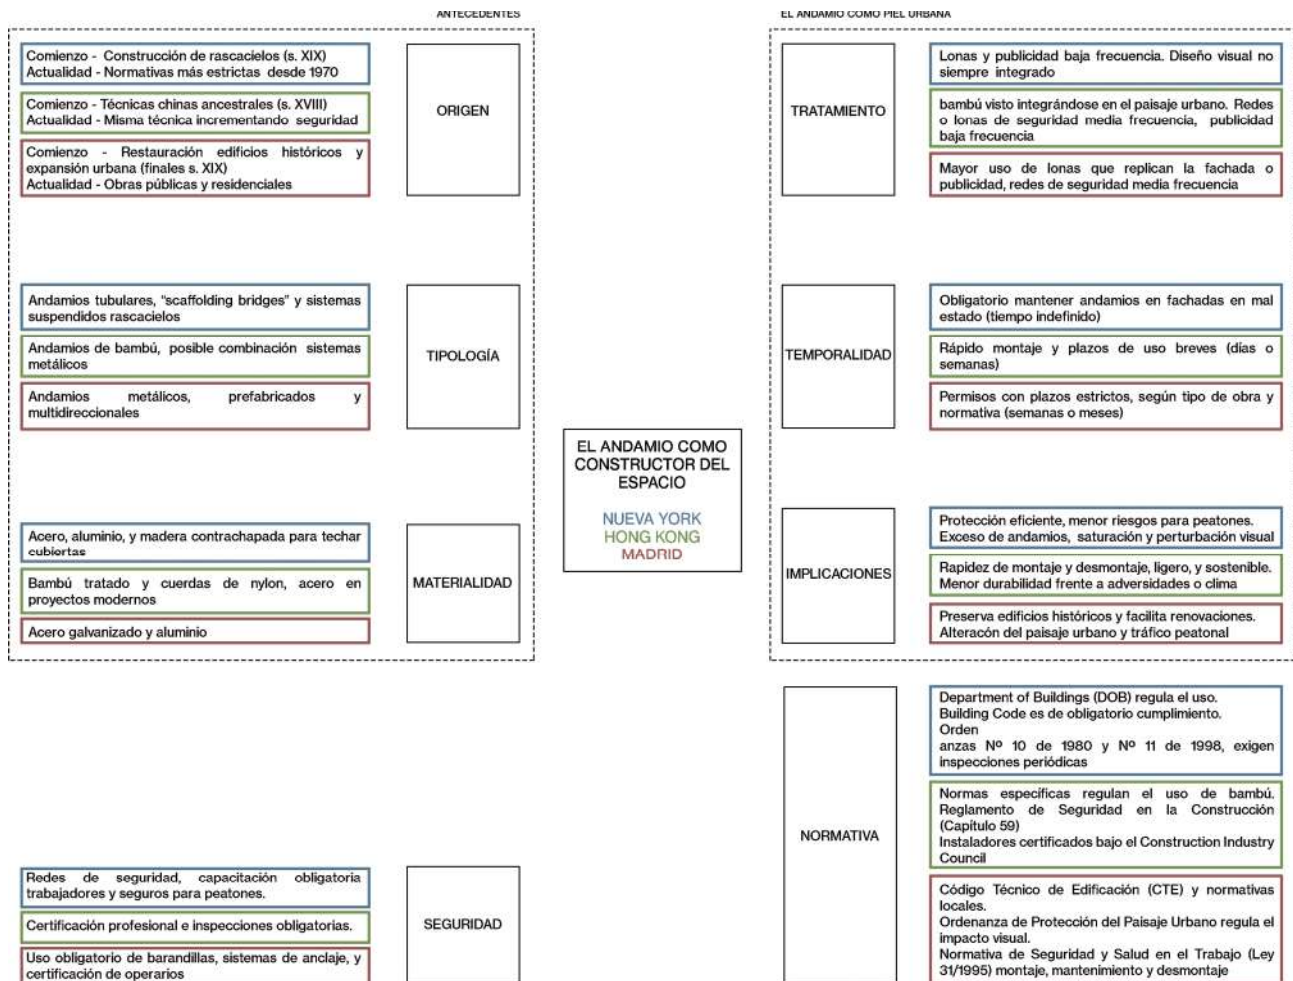 ANTECEDENTES
Comienzo - Construcción de rascacielos (s. XIX)
Actualidad - Normativas más estrictas desde 1970
Comienzo - Técnicas chinas ancestrales (s. XVIII)
Actualidad - Misma técnica incrementando seguridad
Comienzo - Restauración edificios históricos y
expansión urbana (finales s. XIX)
Actualidad - Obras públicas y residenciales
ORIGEN
Andamios tubulares, "scaffolding bridges" y sistemas
suspendidos rascacielos
Andamios de bambú, posible combinación sistemas
metálicos
Andamios metálicos, prefabricados y
multidireccionales
TIPOLOGÍA
Acero, aluminio, y madera contrachapada para techar
cubiertas
Bambú tratado y cuerdas de nylon, acero en
proyectos modernos
Acero galvanizado y aluminio
MATERIALIDAD
Redes de seguridad, capacitación obligatoria
trabajadores y seguros para peatones.
Certificación profesional e inspecciones obligatorias.
Uso obligatorio de barandillas, sistemas de anclaje, y
certificación de operarios
SEGURIDAD
EL ANDAMIO COMO
CONSTRUCTOR DEL
ESPACIO
NUEVA YORK
HONG KONG
MADRID
EL ANDAMIO COMO PIEL URBANA
TRATAMIENTO
Lonas y publicidad baja frecuencia. Diseño visual no
siempre integrado
bambú visto integrándose en el paisaje urbano. Redes
o lonas de seguridad media frecuencia, publicidad
baja frecuencia
Mayor uso de lonas que replican la fachada o
publicidad, redes de seguridad media frecuencia
TEMPORALIDAD
Obligatorio mantener andamios en fachadas en mal
estado (tiempo indefinido)
Rápido montaje y plazos de uso breves (días o
semanas)
Permisos con plazos estrictos, según tipo de obra y
normativa (semanas o meses)
IMPLICACIONES
Protección eficiente, menor riesgos para peatones.
Exceso de andamios, saturación y perturbación visual
Rapidez de montaje y desmontaje, ligero, y sostenible.
Menor durabilidad frente a adversidades o clima
Preserva edificios históricos y facilita renovaciones.
Alteracón del paisaje urbano y tráfico peatonal
NORMATIVA
Department of Buildings (DOB) regula el uso.
Building Code es de obligatorio cumplimiento.
Orden
anzas Nº 10 de 1980 y Nº 11 de 1998, exigen
inspecciones periódicas
Normas específicas regulan el uso de bambú.
Reglamento de Seguridad en la Construcción
(Capítulo 59)
Instaladores certificados bajo el Construction Industry
Council
Código Técnico de Edificación (CTE) y normativas
locales.
Ordenanza de Protección del Paisaje Urbano regula el
impacto visual.
Normativa de Seguridad y Salud en el Trabajo (Ley
31/1995) montaje, mantenimiento y desmontaje